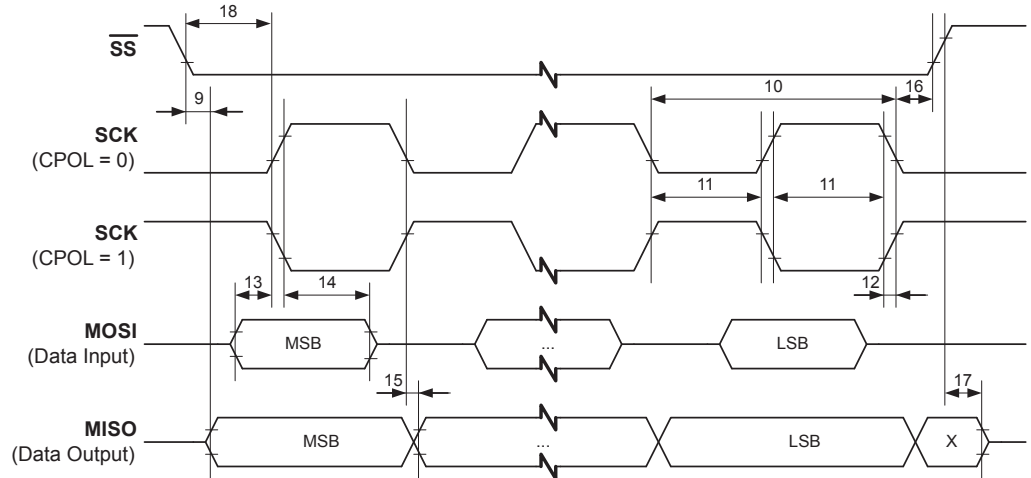 18
SS
9
10
16
SCK
(CPOL = 0)
11
11
SCK
(CPOL = 1)
13
14
12
MOSI
(Data Input)
MSB
...
LSB
15
17
MISO
(Data Output)
MSB
...
LSB
X